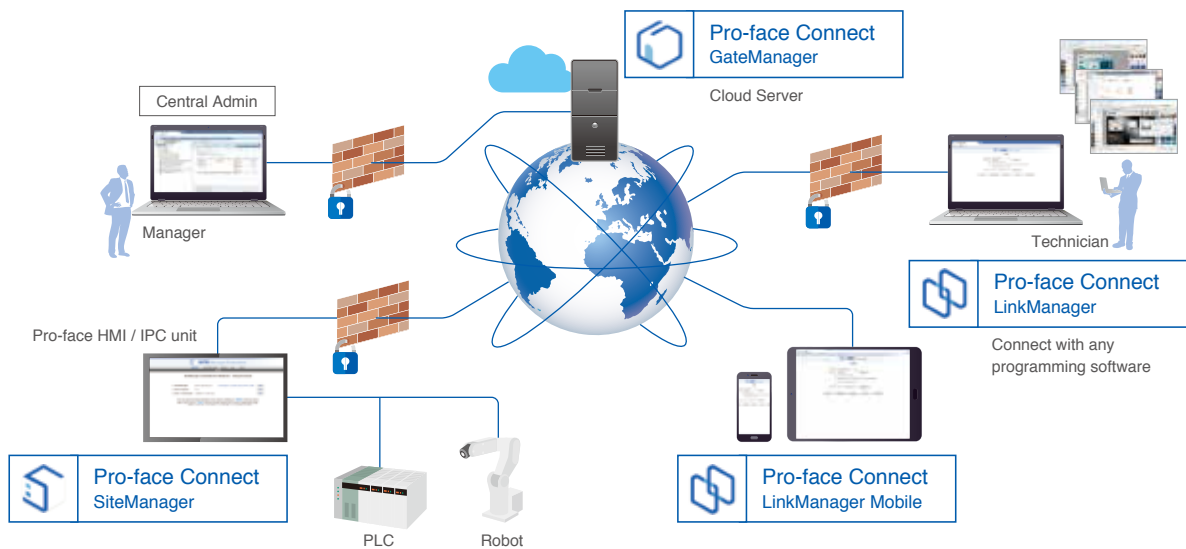 Pro-face Connect
GateManager
Cloud Server
Central Admin
Manager
Technician
Pro-face Connect
LinkManager
Connect with any
programming software
Pro-face HMI / IPC unit
Pro-face Connect
SiteManager
PLC
Robot
Pro-face Connect
LinkManager Mobile